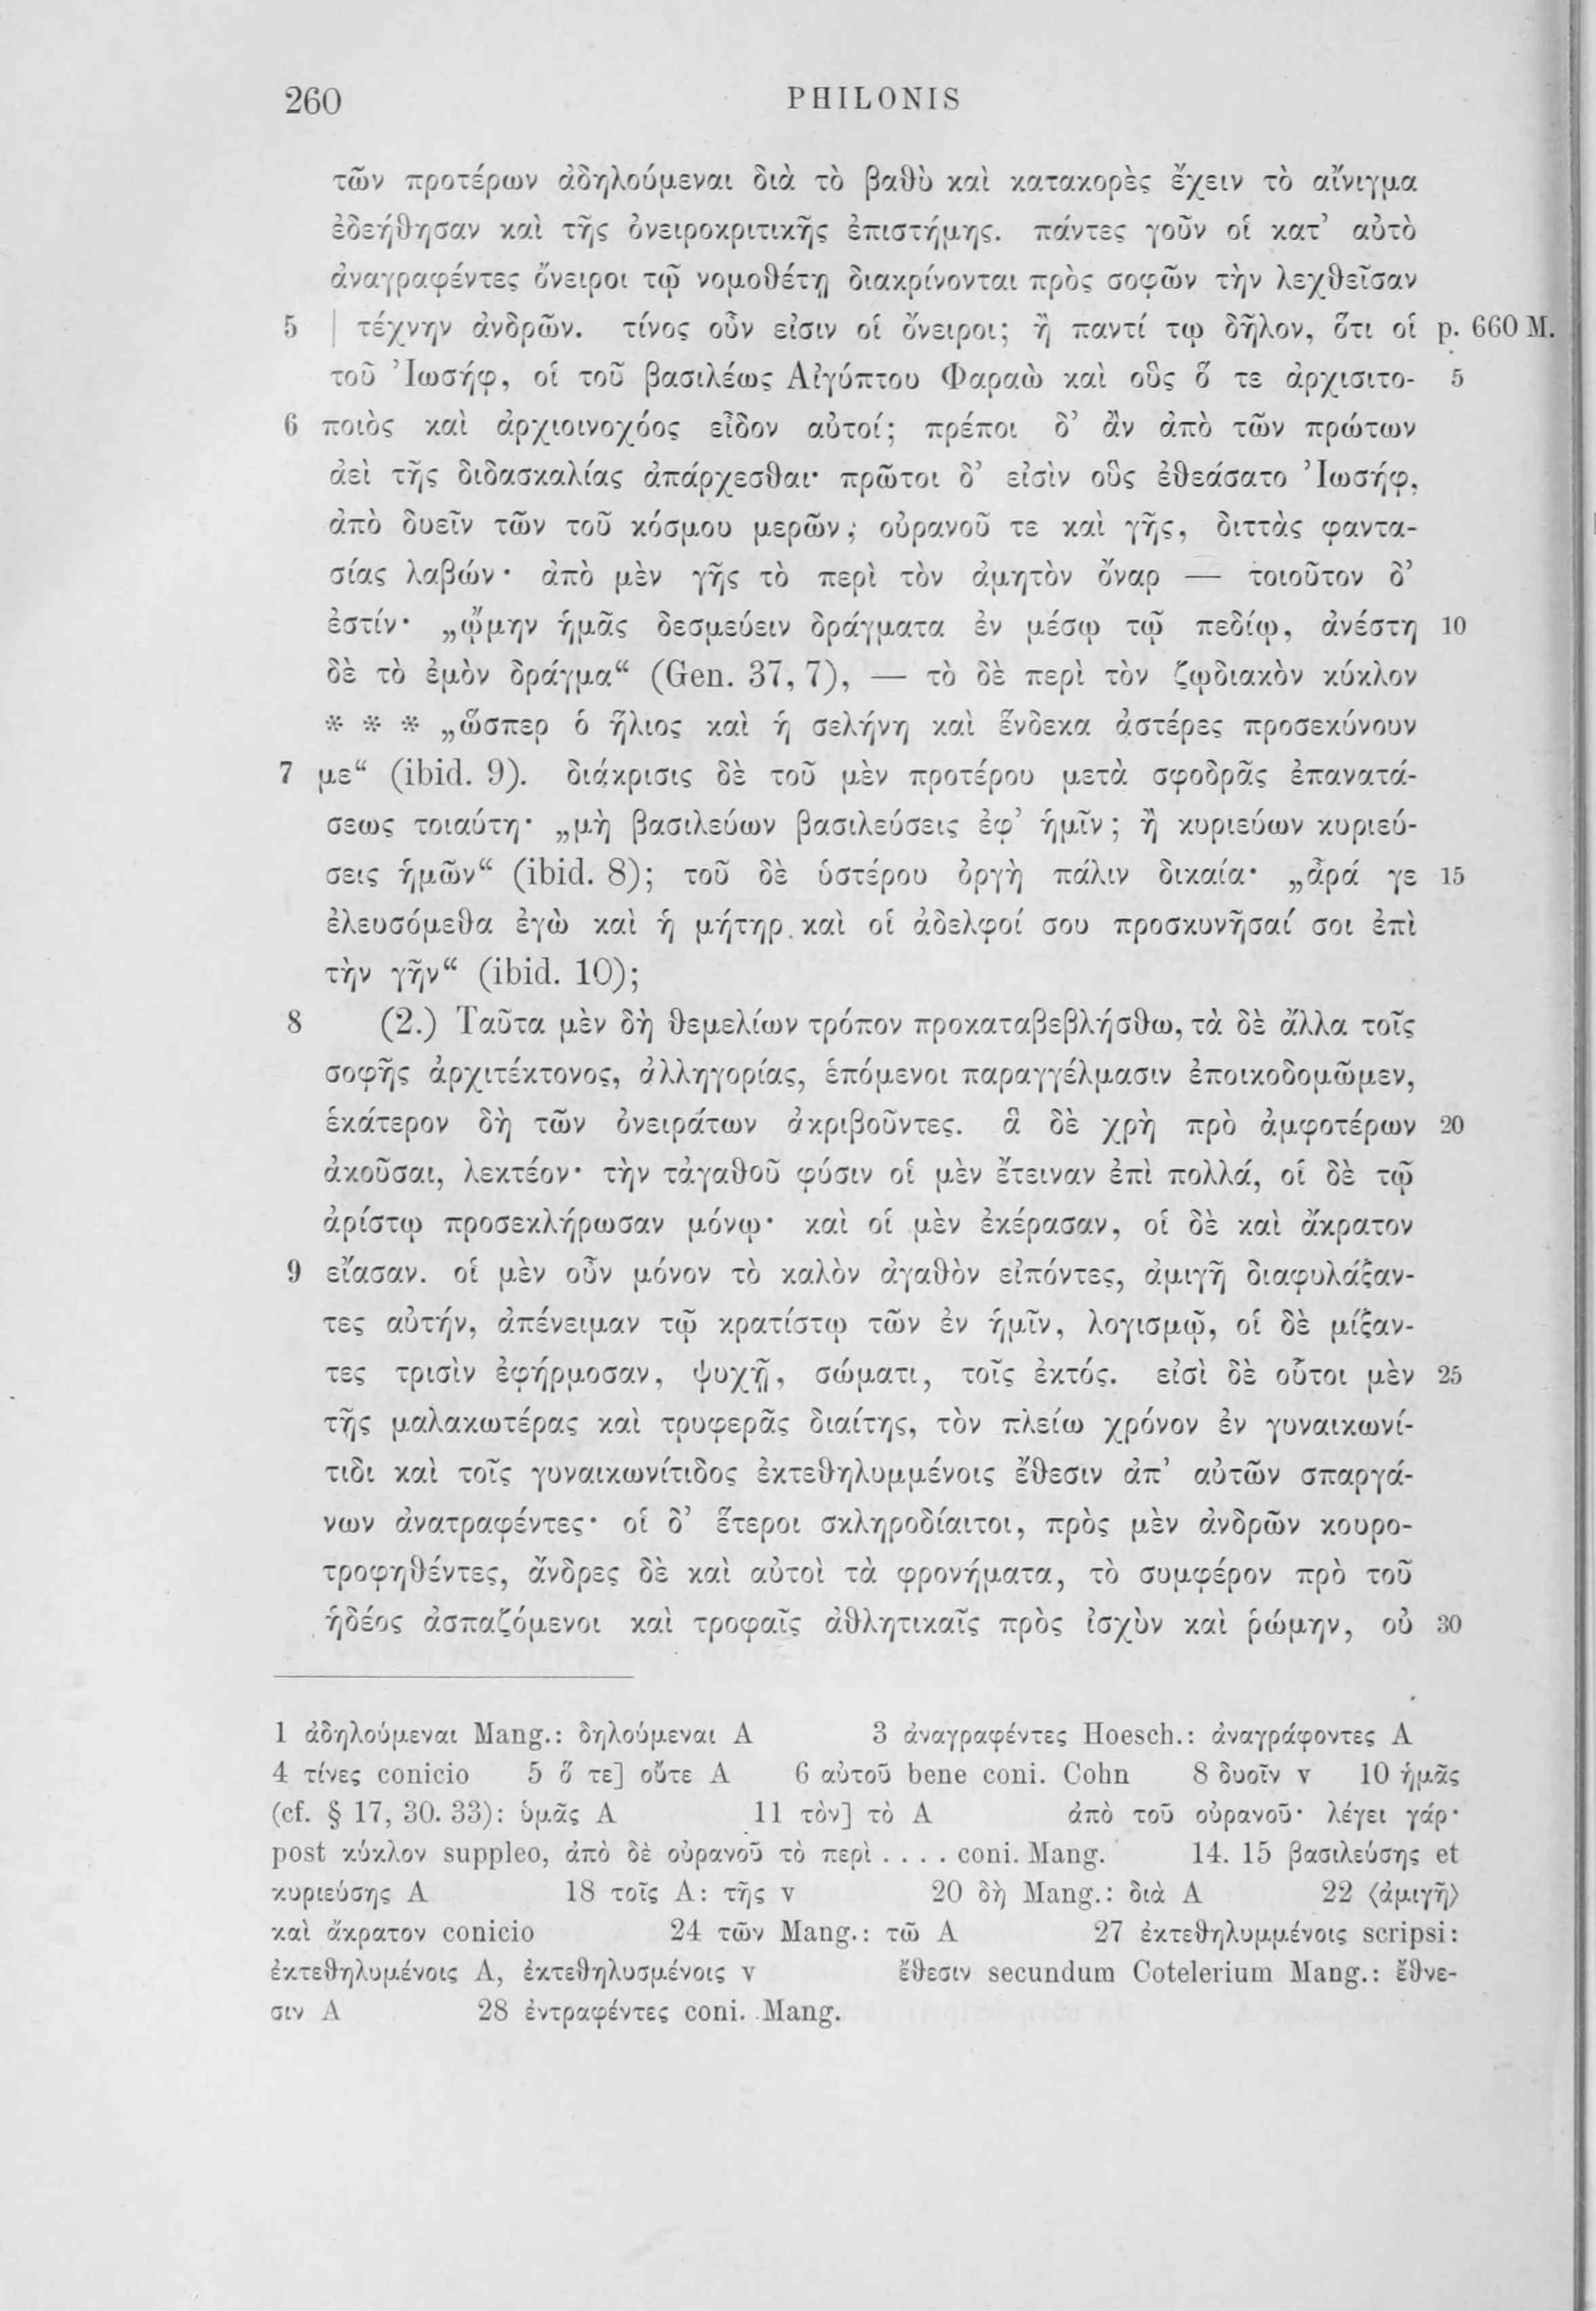 260 PHILONIS
τῶν προτέρων ἀδηλούμεναι διὰ τὸ βαθὺ καὶ κατακορὲς ἔχειν τὸ αἴνιγμα
ἐδεήθησαν καὶ τῆς ὀνειροκριτικῆς ἐπιστήμης. πάντες γοῦν οἱ κατ’ αὐτὸ
ἀναγραφέντες ὄνειροι τῷ νομοθέτῃ διακρίνονται πρὸς σοφῶν τὴν λεχθεῖσαν
5 | τέχνην ἀνδρῶν. τίνος οὖν εἰσιν οἱ ὄνειροι; ἢ παντί τῳ δῆλον, ὅτι οἱ p. 660 M.
τοῦ Ἰωσήφ, οἱ τοῦ βασιλέως Αἰγύπτου Φαραὼ καὶ οὓς ὅ τε ἀρχισιτο- 5
6 ποιὸς καὶ ἀρχιοινοχόος εἶδον αὐτοί; πρέποι δ’ ἂν ἀπὸ τῶν πρώτων
ἀεὶ τῆς διδασκαλίας ἀπάρχεσθαι· πρῶτοι δ’ εἰσὶν οὓς ἐθεάσατο Ἰωσήφ,
ἀπὸ δυεῖν τῶν τοῦ κόσμου μερῶν, οὐρανοῦ τε καὶ γῆς, διττὰς φαντα-
σίας λαβών· ἀπὸ μὲν γῆς τὸ περὶ τὸν ἀμητὸν ὄναρ — τοιοῦτον δ’
ἐστίν· „ᾤμην ἡμᾶς δεσμεύειν δράγματα ἐν μέσῳ τῷ πεδίῳ, ἀνέστη 10
δὲ τὸ ἐμὸν δράγμα“ (Gen. 37, 7), — τὸ δὲ περὶ τὸν ζῳδιακὸν κύκλον
* * * „ὥσπερ ὁ ἥλιος καὶ ἡ σελήνη καὶ ἕνδεκα ἀστέρες προσεκύνουν
7 με“ (ibid. 9). διάκρισις δὲ τοῦ μὲν προτέρου μετὰ σφοδρᾶς ἐπανατά-
σεως τοιαύτη· „μὴ βασιλεύων βασιλεύσεις ἐφ’ ἡμῖν; ἢ κυριεύων κυριεύ-
σεις ἡμῶν“ (ibid. 8); τοῦ δὲ ὑστέρου ὀργὴ πάλιν δικαία· „ἆρά γε 15
ἐλευσόμεθα ἐγὼ καὶ ἡ μήτηρ καὶ οἱ ἀδελφοί σου προσκυνῆσαί σοι ἐπὶ
τὴν γῆν“ (ibid. 10);
8 (2.) Ταῦτα μὲν δὴ θεμελίων τρόπον προκαταβεβλήσθω, τὰ δὲ ἄλλα τοῖς
σοφῆς ἀρχιτέκτονος, ἀλληγορίας, ἑπόμενοι παραγγέλμασιν ἐποικοδομῶμεν,
ἑκάτερον δὴ τῶν ὀνειράτων ἀκριβοῦντες. ἃ δὲ χρὴ πρὸ ἀμφοτέρων 20
ἀκοῦσαι, λεκτέον· τὴν τἀγαθοῦ φύσιν οἱ μὲν ἔτειναν ἐπὶ πολλά, οἱ δὲ τῷ
ἀρίστῳ προσεκλήρωσαν μόνῳ· καὶ οἱ μὲν ἐκέρασαν, οἱ δὲ καὶ ἄκρατον
9 εἴασαν. οἱ μὲν οὖν μόνον τὸ καλὸν ἀγαθὸν εἰπόντες, ἀμιγῆ διαφυλάξαν-
τες αὐτήν, ἀπένειμαν τῷ κρατίστῳ τῶν ἐν ἡμῖν, λογισμῷ, οἱ δὲ μίξαν-
τες τρισὶν ἐφήρμοσαν, ψυχῇ, σώματι, τοῖς ἐκτός. εἰσὶ δὲ οὗτοι μὲν 25
τῆς μαλακωτέρας καὶ τρυφερᾶς διαίτης, τὸν πλείω χρόνον ἐν γυναικωνί-
τιδι καὶ τοῖς γυναικωνίτιδος ἐκτεθηλυμμένοις ἔθεσιν ἀπ’ αὐτῶν σπαργά-
νων ἀνατραφέντες· οἱ δ’ ἕτεροι σκληροδίαιτοι, πρὸς μὲν ἀνδρῶν κουρο-
τροφηθέντες, ἄνδρες δὲ καὶ αὐτοὶ τὰ φρονήματα, τὸ συμφέρον πρὸ τοῦ
ἡδέος ἀσπαζόμενοι καὶ τροφαῖς ἀθλητικαῖς πρὸς ἰσχὺν καὶ ῥώμην, οὐ 30
1 ἀδηλούμεναι Mang.: δηλούμεναι A 3 ἀναγραφέντες Hoesch.: ἀναγράφοντες A
4 τίνες conicio 5 ὅ τε] οὔτε A 6 αὐτοῦ bene coni. Cohn 8 δυοῖν v 10 ἡμᾶς
(cf. § 17, 30. 33): ὑμᾶς A 11 τὸν] τὸ A ἀπὸ τοῦ οὐρανοῦ· λέγει γάρ·
post κύκλον suppleo, ἀπὸ δὲ οὐρανοῦ τὸ περὶ . . . . coni. Mang. 14. 15 βασιλεύσῃς et
κυριεύσῃς A 18 τοῖς A: τῆς v 20 δὴ Mang.: διὰ A 22 ⟨ἀμιγῆ⟩
καὶ ἄκρατον conicio 24 τῶν Mang.: τῶ A 27 ἐκτεθηλυμμένοις scripsi:
ἐκτεθηλυμένοις A, ἐκτεθηλυσμένοις v ἔθεσιν secundum Cotelerium Mang.: ἔθνε-
σιν A 28 ἐντραφέντες coni. Mang.